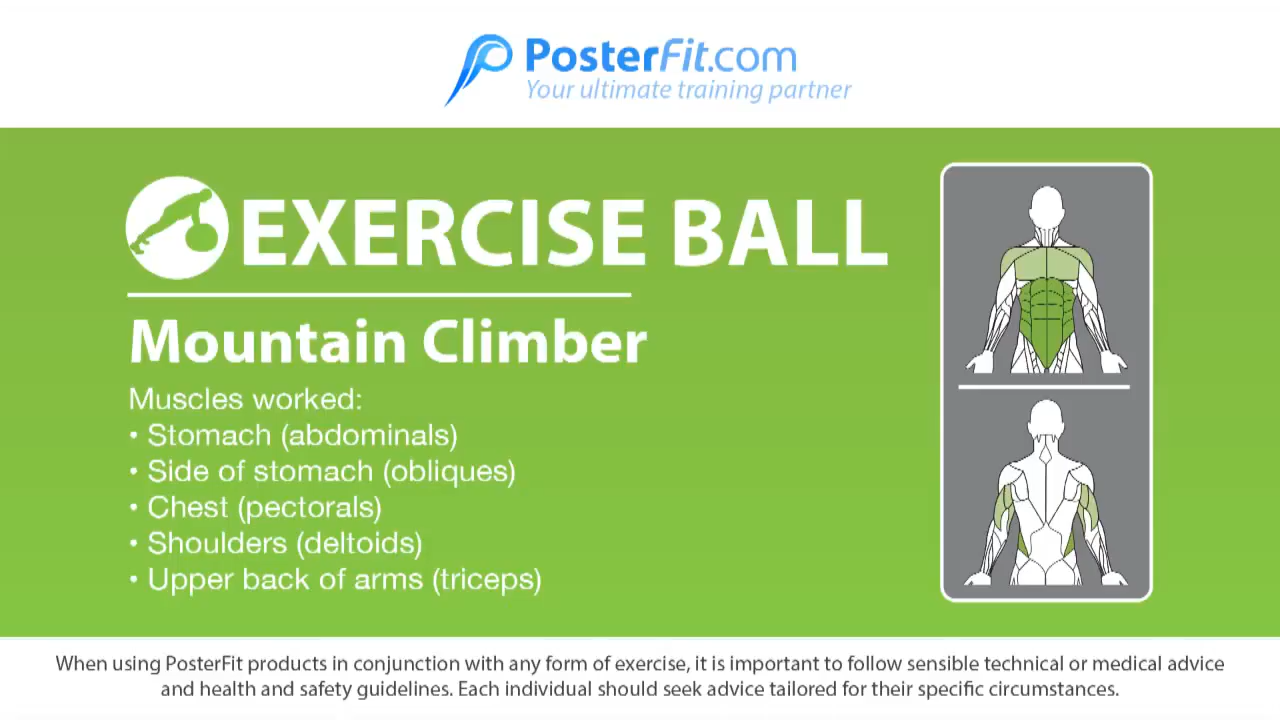 PosterFit.com
Your ultimate training partner
EXERCISE BALL
Mountain Climber
Muscles worked:
• Stomach (abdominals)
• Side of stomach (obliques)
• Chest (pectorals)
• Shoulders (deltoids)
• Upper back of arms (triceps)
When using PosterFit products in conjunction with any form of exercise, it is important to follow sensible technical or medical advice
and health and safety guidelines. Each individual should seek advice tailored for their specific circumstances.